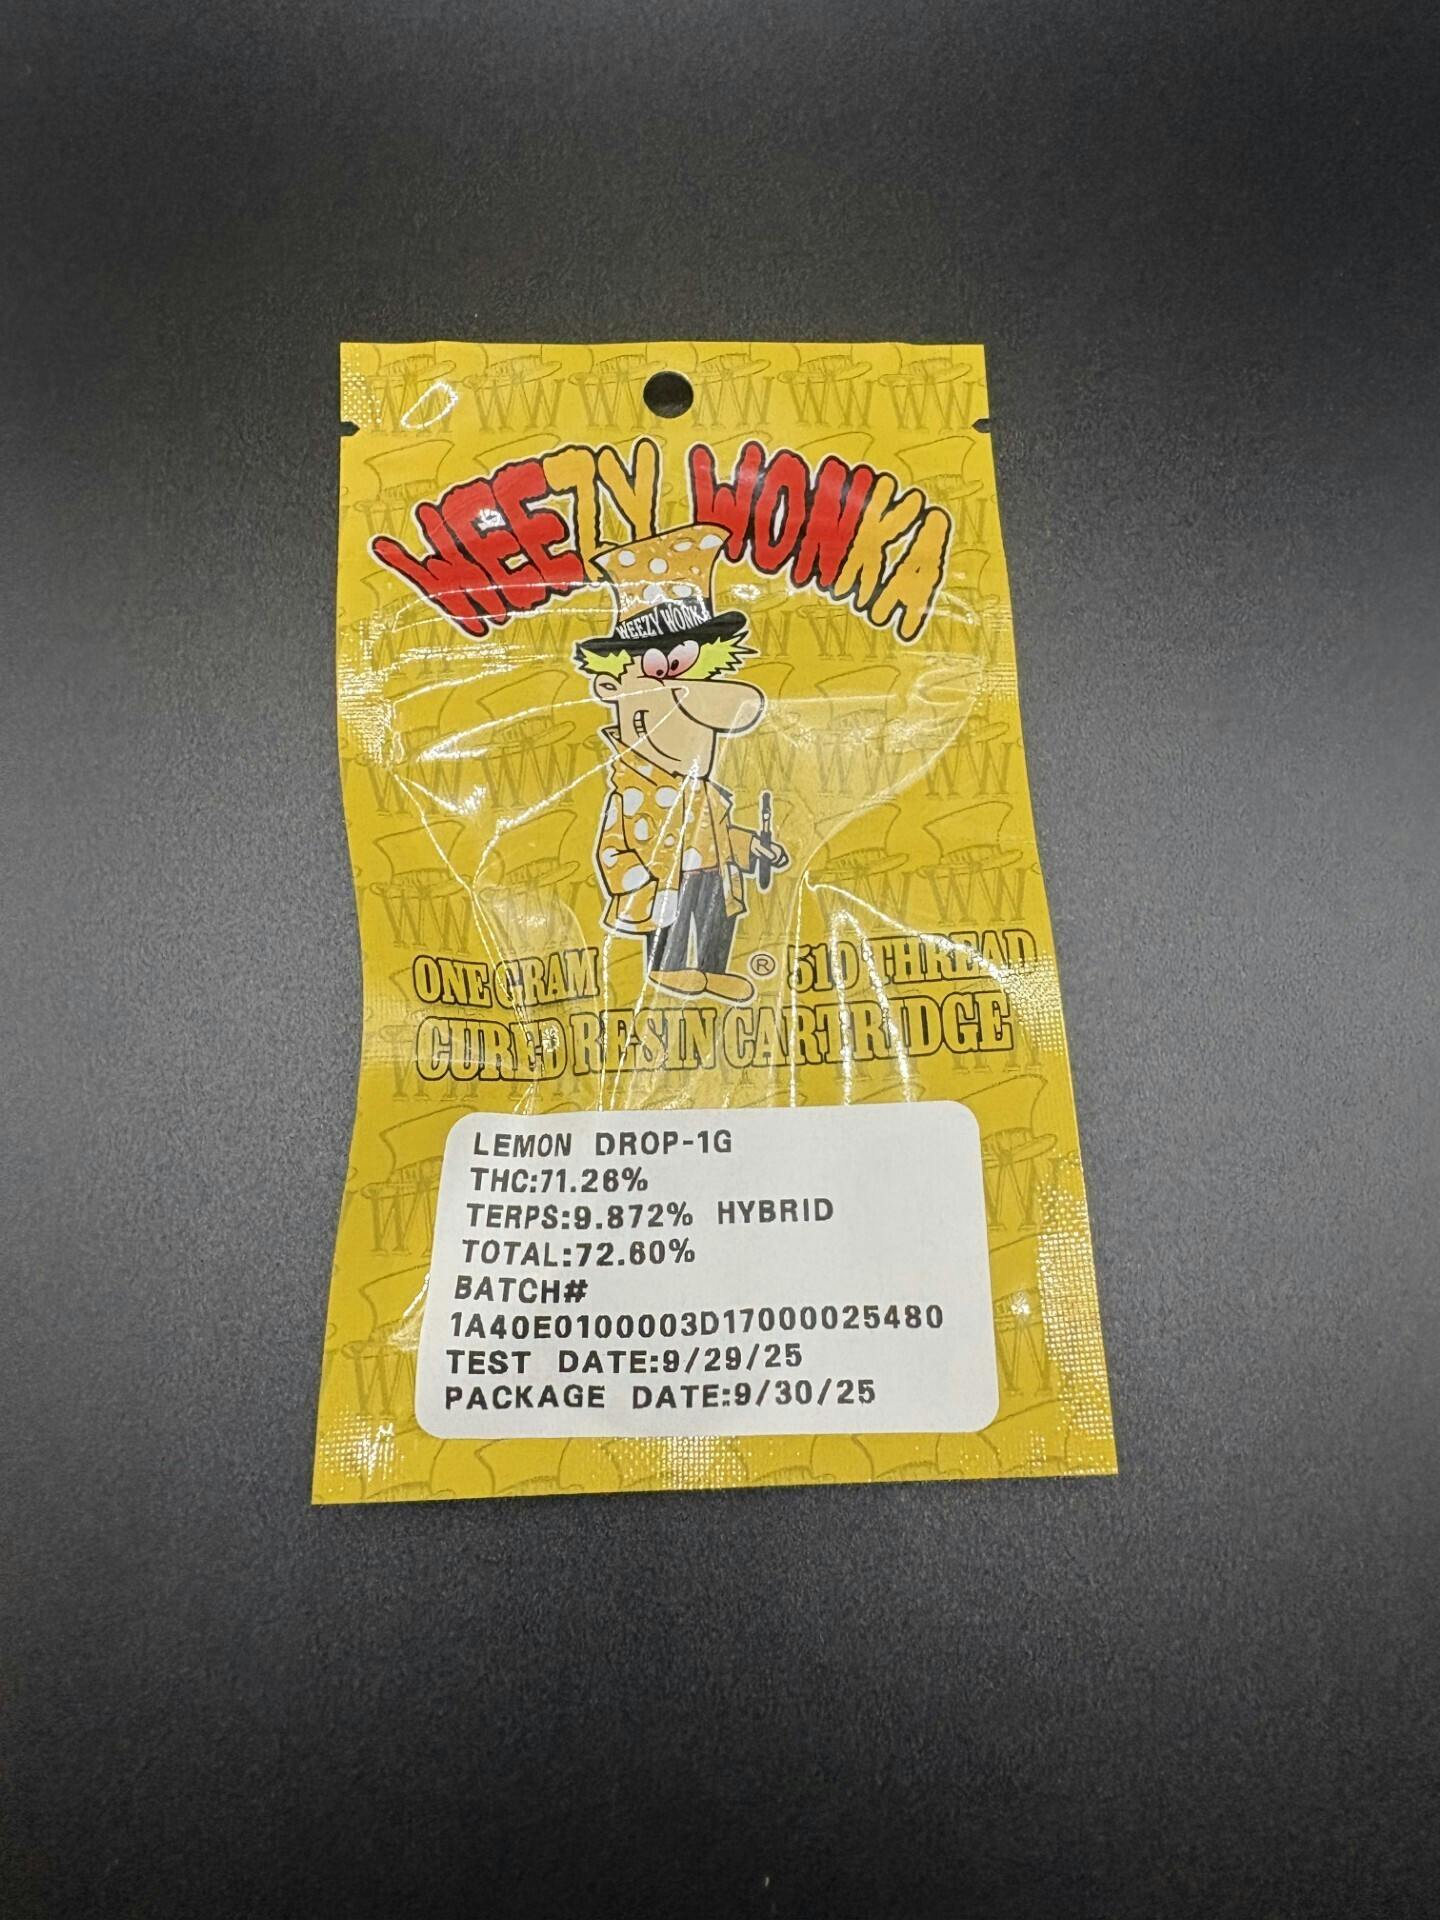 WEEZY WONKA
WEEZY WONKA
ONE GRAM ® 510 THREAD
CURED RESIN CARTRIDGE
LEMON DROP-1G
THC:71.26%
TERPS:9.872% HYBRID
TOTAL:72.60%
BATCH#
1A40E0100003D17000025480
TEST DATE:9/29/25
PACKAGE DATE:9/30/25